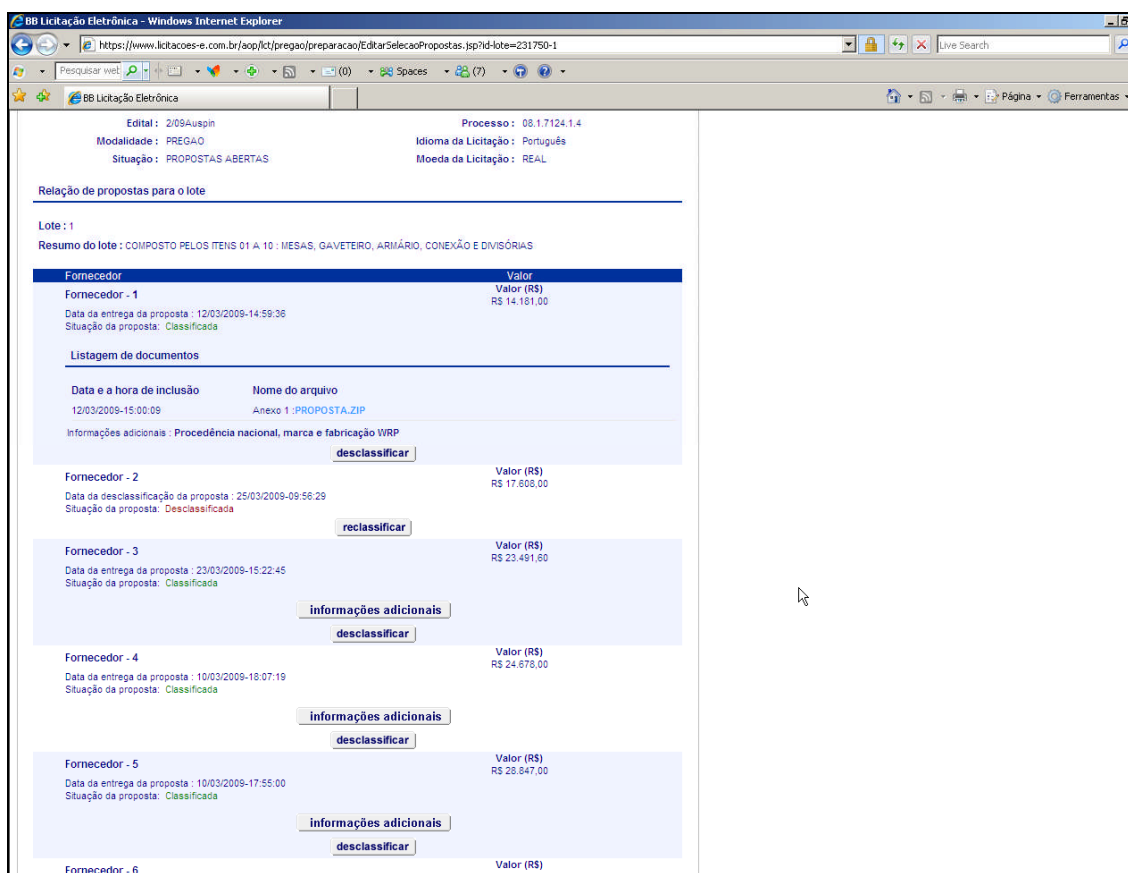 BB Licitação Eletrônica - Windows Internet Explorer
https://www.licitacoes-e.com.br/aop/lct/pregao/preparacao/EditarSelecaoPropostas.jsp?id-lote=231750-1
Live Search
Pesquisar web
(0)
Spaces
(7)
BB Licitação Eletrônica
Página
Ferramentas
Edital : 2/09Auspin Processo : 08.1.7124.1.4
Modalidade : PREGAO Idioma da Licitação : Português
Situação : PROPOSTAS ABERTAS Moeda da Licitação : REAL
Relação de propostas para o lote
Lote : 1
Resumo do lote : COMPOSTO PELOS ITENS 01 A 10 : MESAS, GAVETEIRO, ARMÁRIO, CONEXÃO E DIVISÓRIAS
Fornecedor Valor
Fornecedor - 1 Valor (R$)
R$ 14.181,00
Data da entrega da proposta : 12/03/2009-14:59:36
Situação da proposta: Classificada
Listagem de documentos
Data e a hora de inclusão Nome do arquivo
12/03/2009-15:00:09 Anexo 1 :PROPOSTA.ZIP
Informações adicionais : Procedência nacional, marca e fabricação WRP
desclassificar
Fornecedor - 2 Valor (R$)
R$ 17.608,00
Data da desclassificação da proposta : 25/03/2009-09:56:29
Situação da proposta: Desclassificada
reclassificar
Fornecedor - 3 Valor (R$)
R$ 23.491,60
Data da entrega da proposta : 23/03/2009-15:22:45
Situação da proposta: Classificada
informações adicionais
desclassificar
Fornecedor - 4 Valor (R$)
R$ 24.678,00
Data da entrega da proposta : 10/03/2009-18:07:19
Situação da proposta: Classificada
informações adicionais
desclassificar
Fornecedor - 5 Valor (R$)
R$ 28.847,00
Data da entrega da proposta : 10/03/2009-17:55:00
Situação da proposta: Classificada
informações adicionais
desclassificar
Fornecedor - 6 Valor (R$)